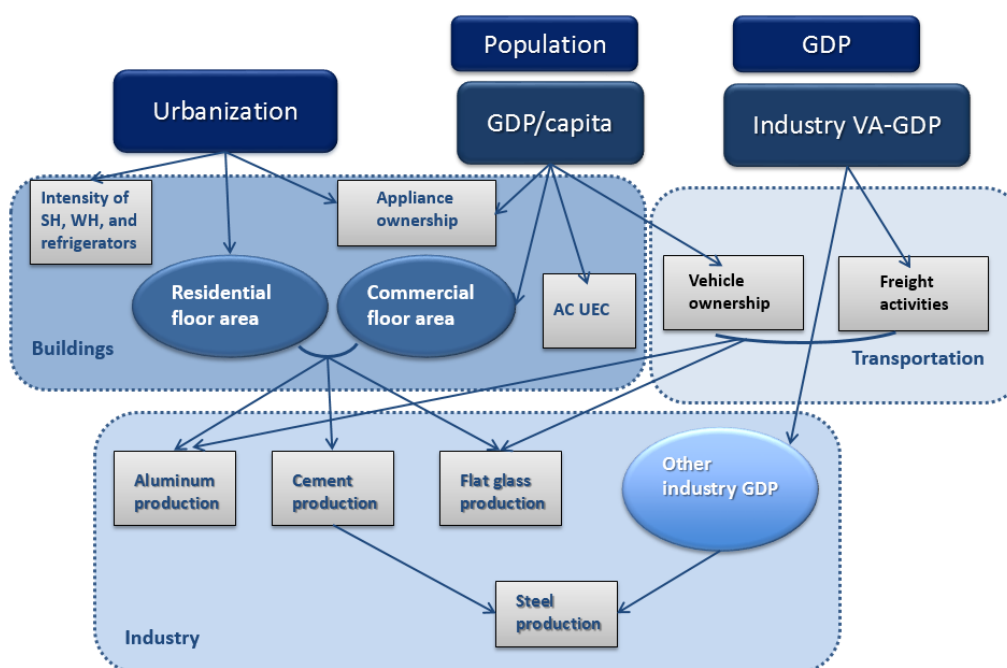 Population
GDP
Urbanization
GDP/capita
Industry VA-GDP
Intensity of
SH, WH, and
refrigerators
Appliance
ownership
Residential
floor area
Commercial
floor area
AC UEC
Vehicle
ownership
Freight
activities
Buildings
Transportation
Aluminum
production
Cement
production
Flat glass
production
Other
industry GDP
Steel
production
Industry